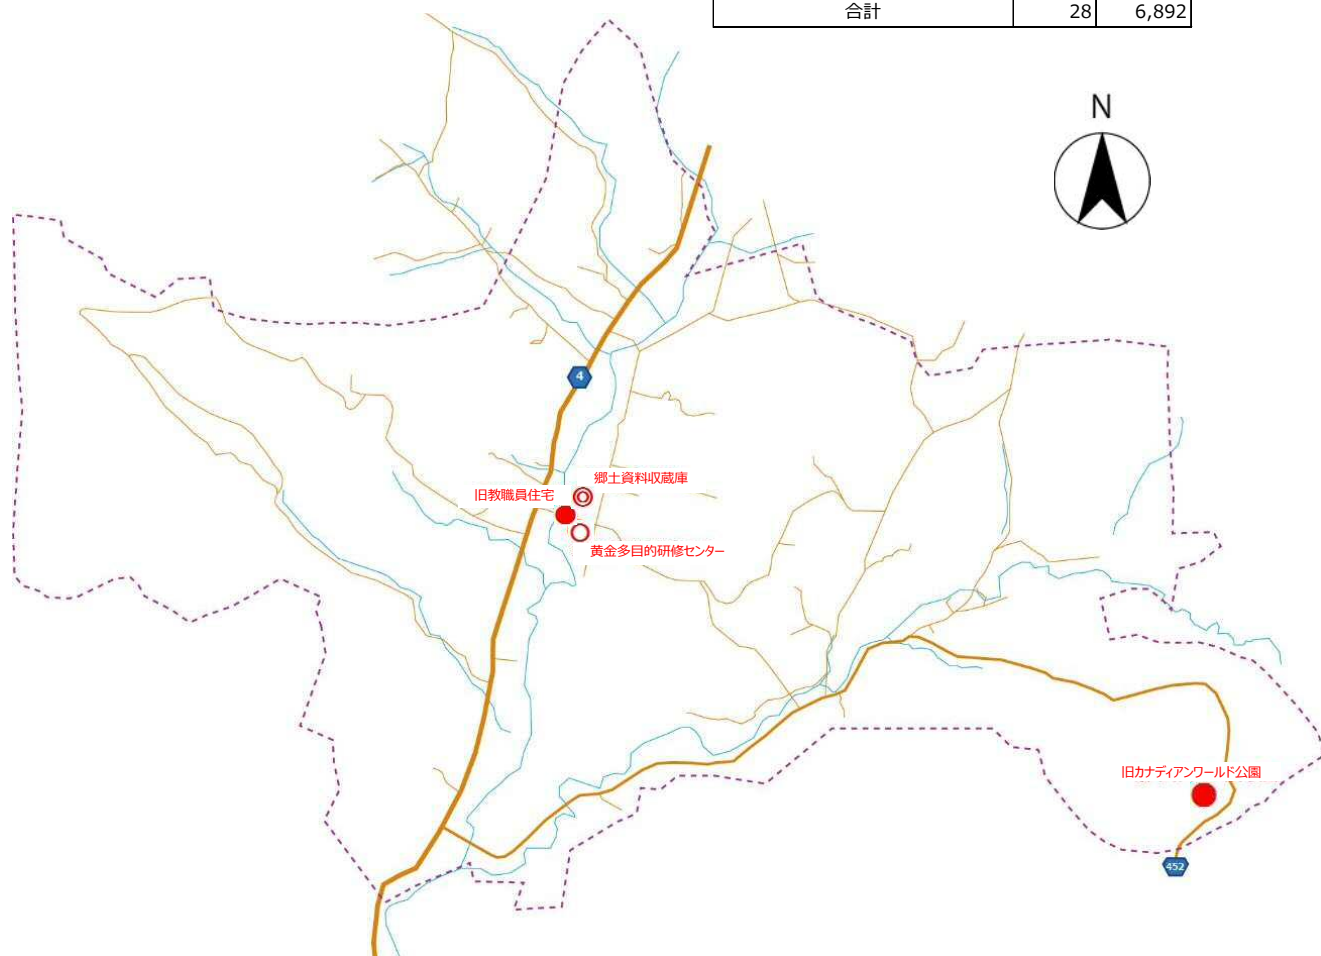 合計 28 6,892
N
4
郷土資料収蔵庫
旧教職員住宅
黄金多目的研修センター
旧カナディアンワールド公園
452